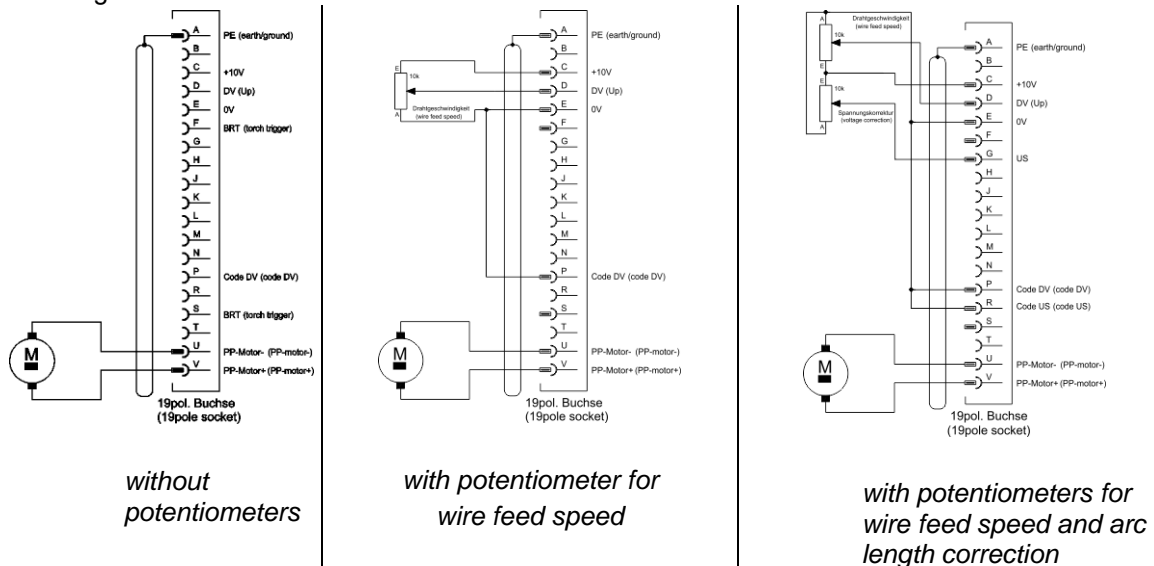 A PE (earth/ground)
B
C +10V
D DV (Up)
E 0V
F BRT (torch trigger)
G
H
J
K
L
M
N
P Code DV (code DV)
R
S BRT (torch trigger)
T
U PP-Motor- (PP-motor-)
V PP-Motor+ (PP-motor+)
M
19pol. Buchse
(19pole socket)
without
potentiometers
A PE (earth/ground)
B
E
10k
C +10V
D DV (Up)
Drahtgeschwindigkeit
(wire feed speed)
A
E 0V
F
G
H
J
K
L
M
N
P Code DV (code DV)
R
S
T
U PP-Motor- (PP-motor-)
V PP-Motor+ (PP-motor+)
M
19pol. Buchse
(19pole socket)
with potentiometer for
wire feed speed
A
Drahtgeschwindigkeit
(wire feed speed)
10k
E
E
10k
Spannungskorrektur
(voltage correction)
A
A PE (earth/ground)
B
C +10V
D DV (Up)
E 0V
F
G US
H
J
K
L
M
N
P Code DV (code DV)
R Code US (code US)
S
T
U PP-Motor- (PP-motor-)
V PP-Motor+ (PP-motor+)
M
19pol. Buchse
(19pole socket)
with potentiometers for
wire feed speed and arc
length correction